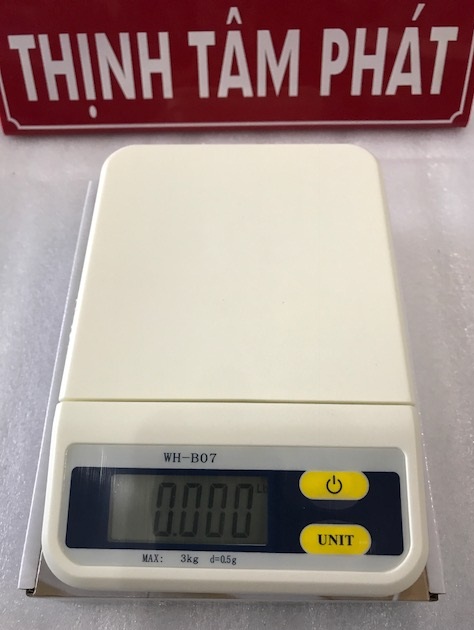 THỊNH TÂM PHÁT
WH-B07
0.000
UNIT
MAX: 3kg d=0.5g